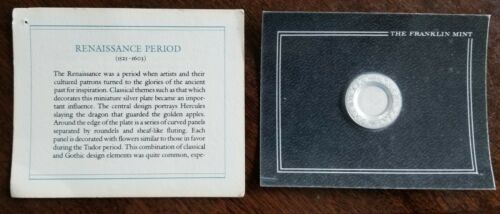 RENAISSANCE PERIOD
(1521-1603)
The Renaissance was a period when artists and their
cultured patrons turned to the glories of the ancient
past for inspiration. Classical themes such as that which
decorates this miniature silver plate became an impor-
tant influence. The central design portrays Hercules
slaying the dragon that guarded the golden apples.
Around the edge of the plate is a series of curved panels
separated by roundels and sheaf-like fluting. Each
panel is decorated with flowers similar to those in favor
during the Tudor period. This combination of classical
and Gothic design elements was quite common, espe-
THE FRANKLIN MINT